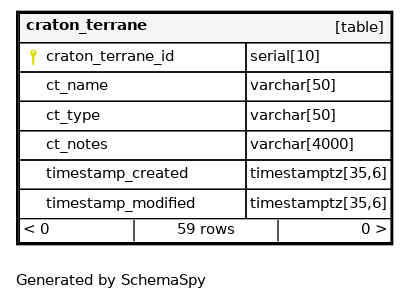 craton_terrane [table]
craton_terrane_id serial[10]
ct_name varchar[50]
ct_type varchar[50]
ct_notes varchar[4000]
timestamp_created timestamptz[35,6]
timestamp_modified timestamptz[35,6]
< 0 59 rows 0 >
Generated by SchemaSpy